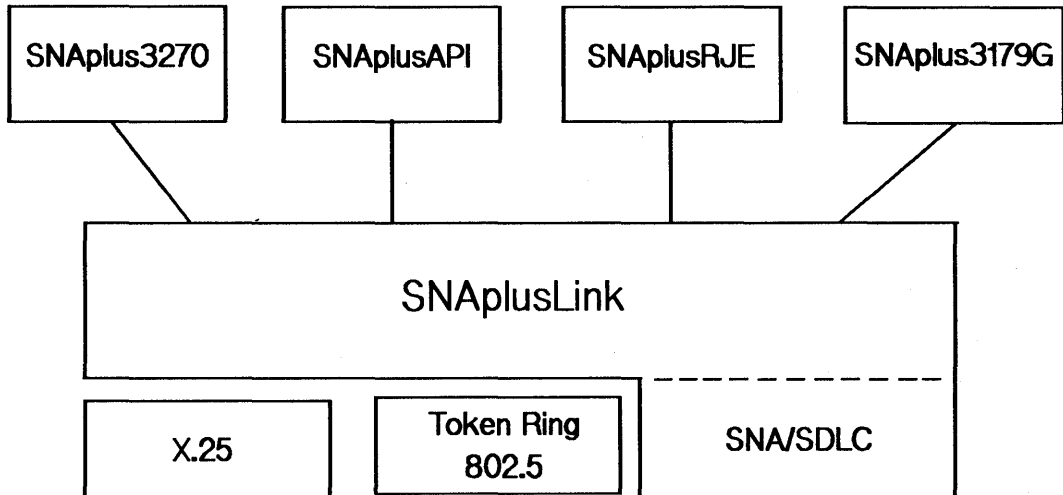 SNAplus3270
SNAplusAPI
SNAplusRJE
SNAplus3179G
SNAplusLink
X.25
Token Ring
802.5
SNA/SDLC